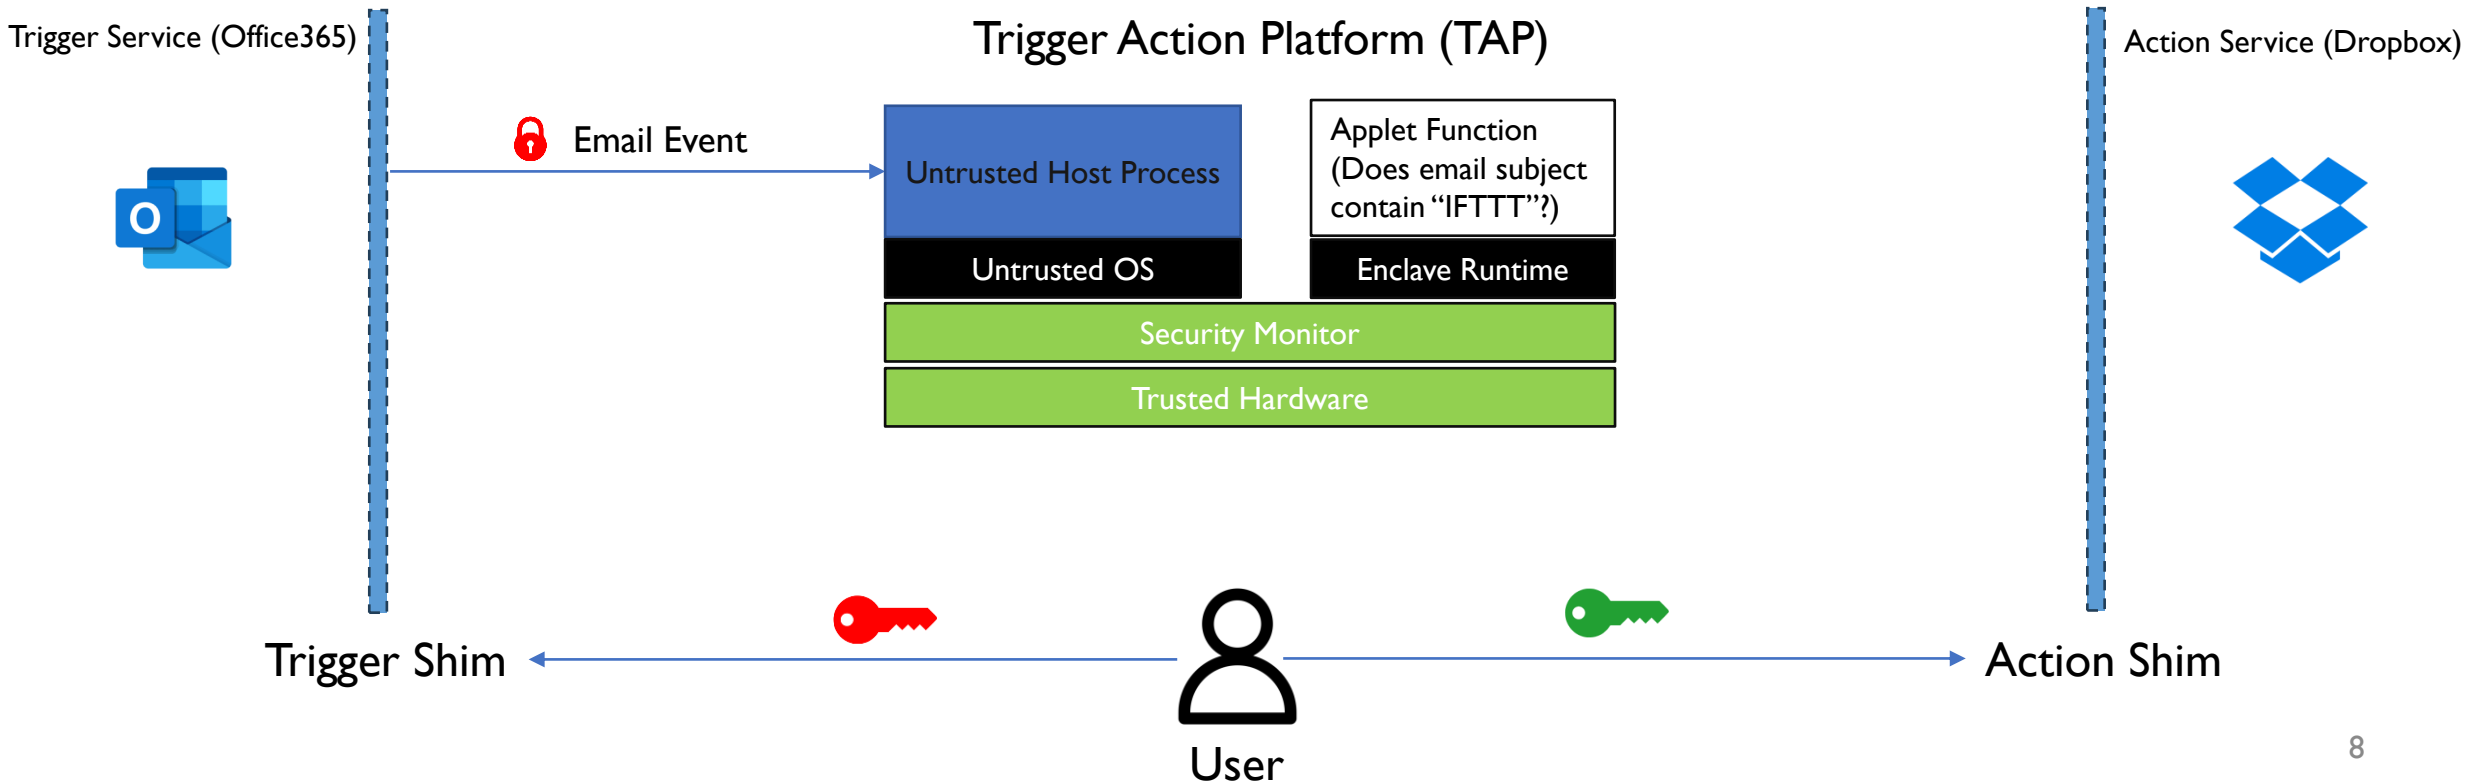 Trigger Service (Office365)
Trigger Action Platform (TAP)
Action Service (Dropbox)
Email Event
Untrusted Host Process
Applet Function
(Does email subject
contain “IFTTT”?)
O
Untrusted OS
Enclave Runtime
Security Monitor
Trusted Hardware
Trigger Shim
Action Shim
User
8